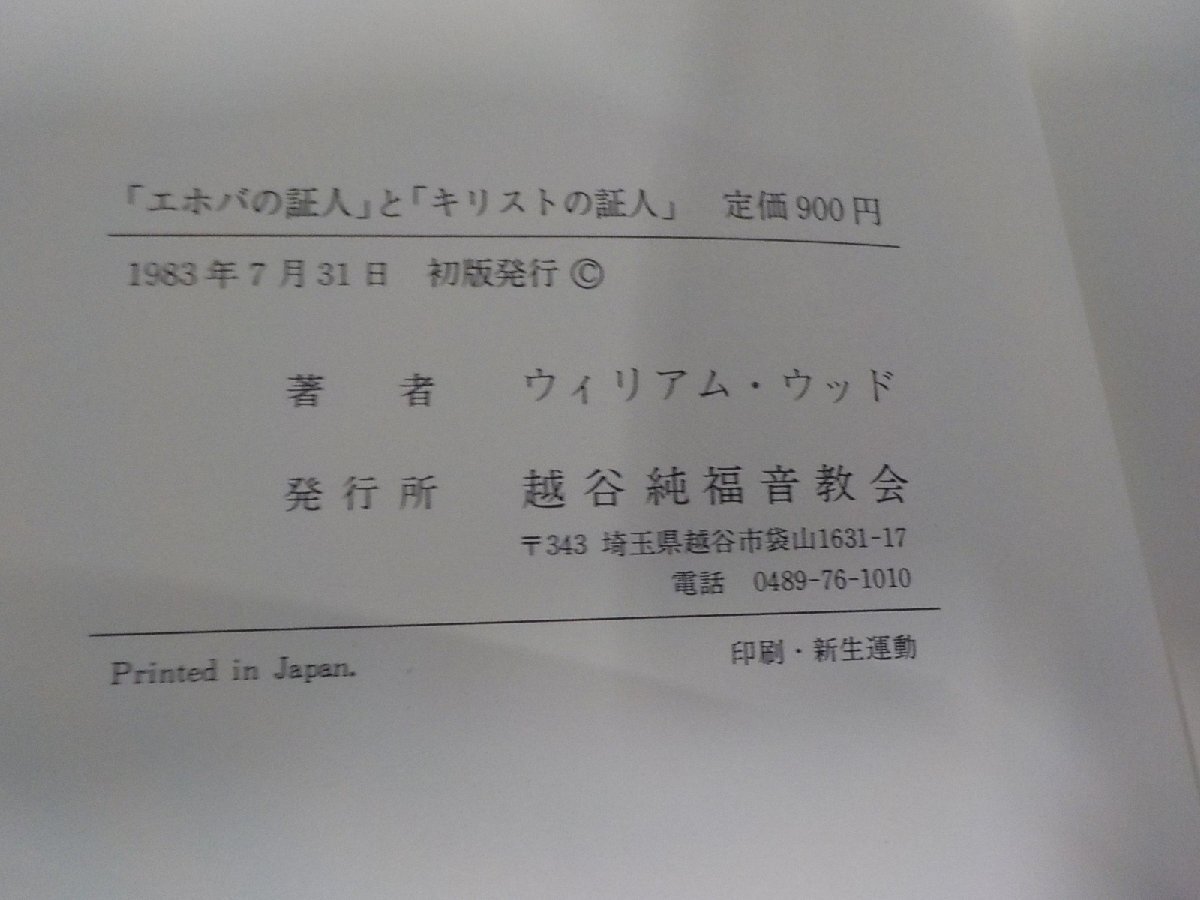 「エホバの証人」と「キリストの証人」 定価900円
1983年7月31日 初版発行 ©
著者 ウィリアム・ウッド
発行所 越谷純福音教会
〒343 埼玉県越谷市袋山1631-17
電話 0489-76-1010
Printed in Japan. 印刷・新生運動